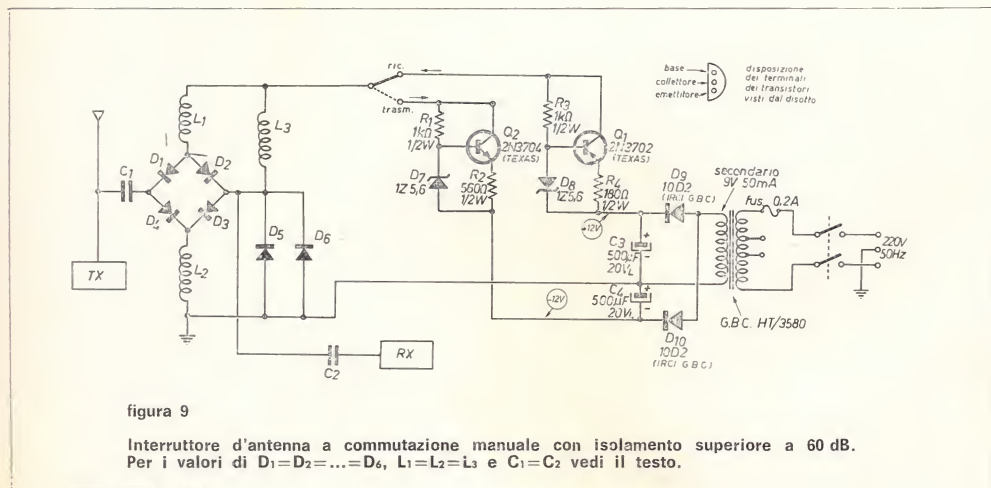 ric.
trasm.
base
collettore
emettitore
disposizione
dei terminali
dei transistori
visti dal disotto
L1
L3
R1
1kΩ
1/2W
Q2
2N3704
(TEXAS)
R3
1kΩ
1/2W
Q1
2N3702
(TEXAS)
D1
D2
C1
D4
D3
D7
1Z5,6
R2
560Ω
1/2W
D8
1Z5,6
R4
180Ω
1/2W
D9
10D2
(IRCI GBC)
secondario
9V 50mA
fus 0.2A
+12V
220V
50Hz
D5
D6
C3
500µF
20VL
TX
L2
-12V
C4
500µF
20VL
G.B.C. HT/3580
D10
10D2
(IRCI GBC)
C2
RX
figura 9
Interruttore d'antenna a commutazione manuale con isolamento superiore a 60 dB.
Per i valori di D1=D2=...=D6, L1=L2=L3 e C1=C2 vedi il testo.